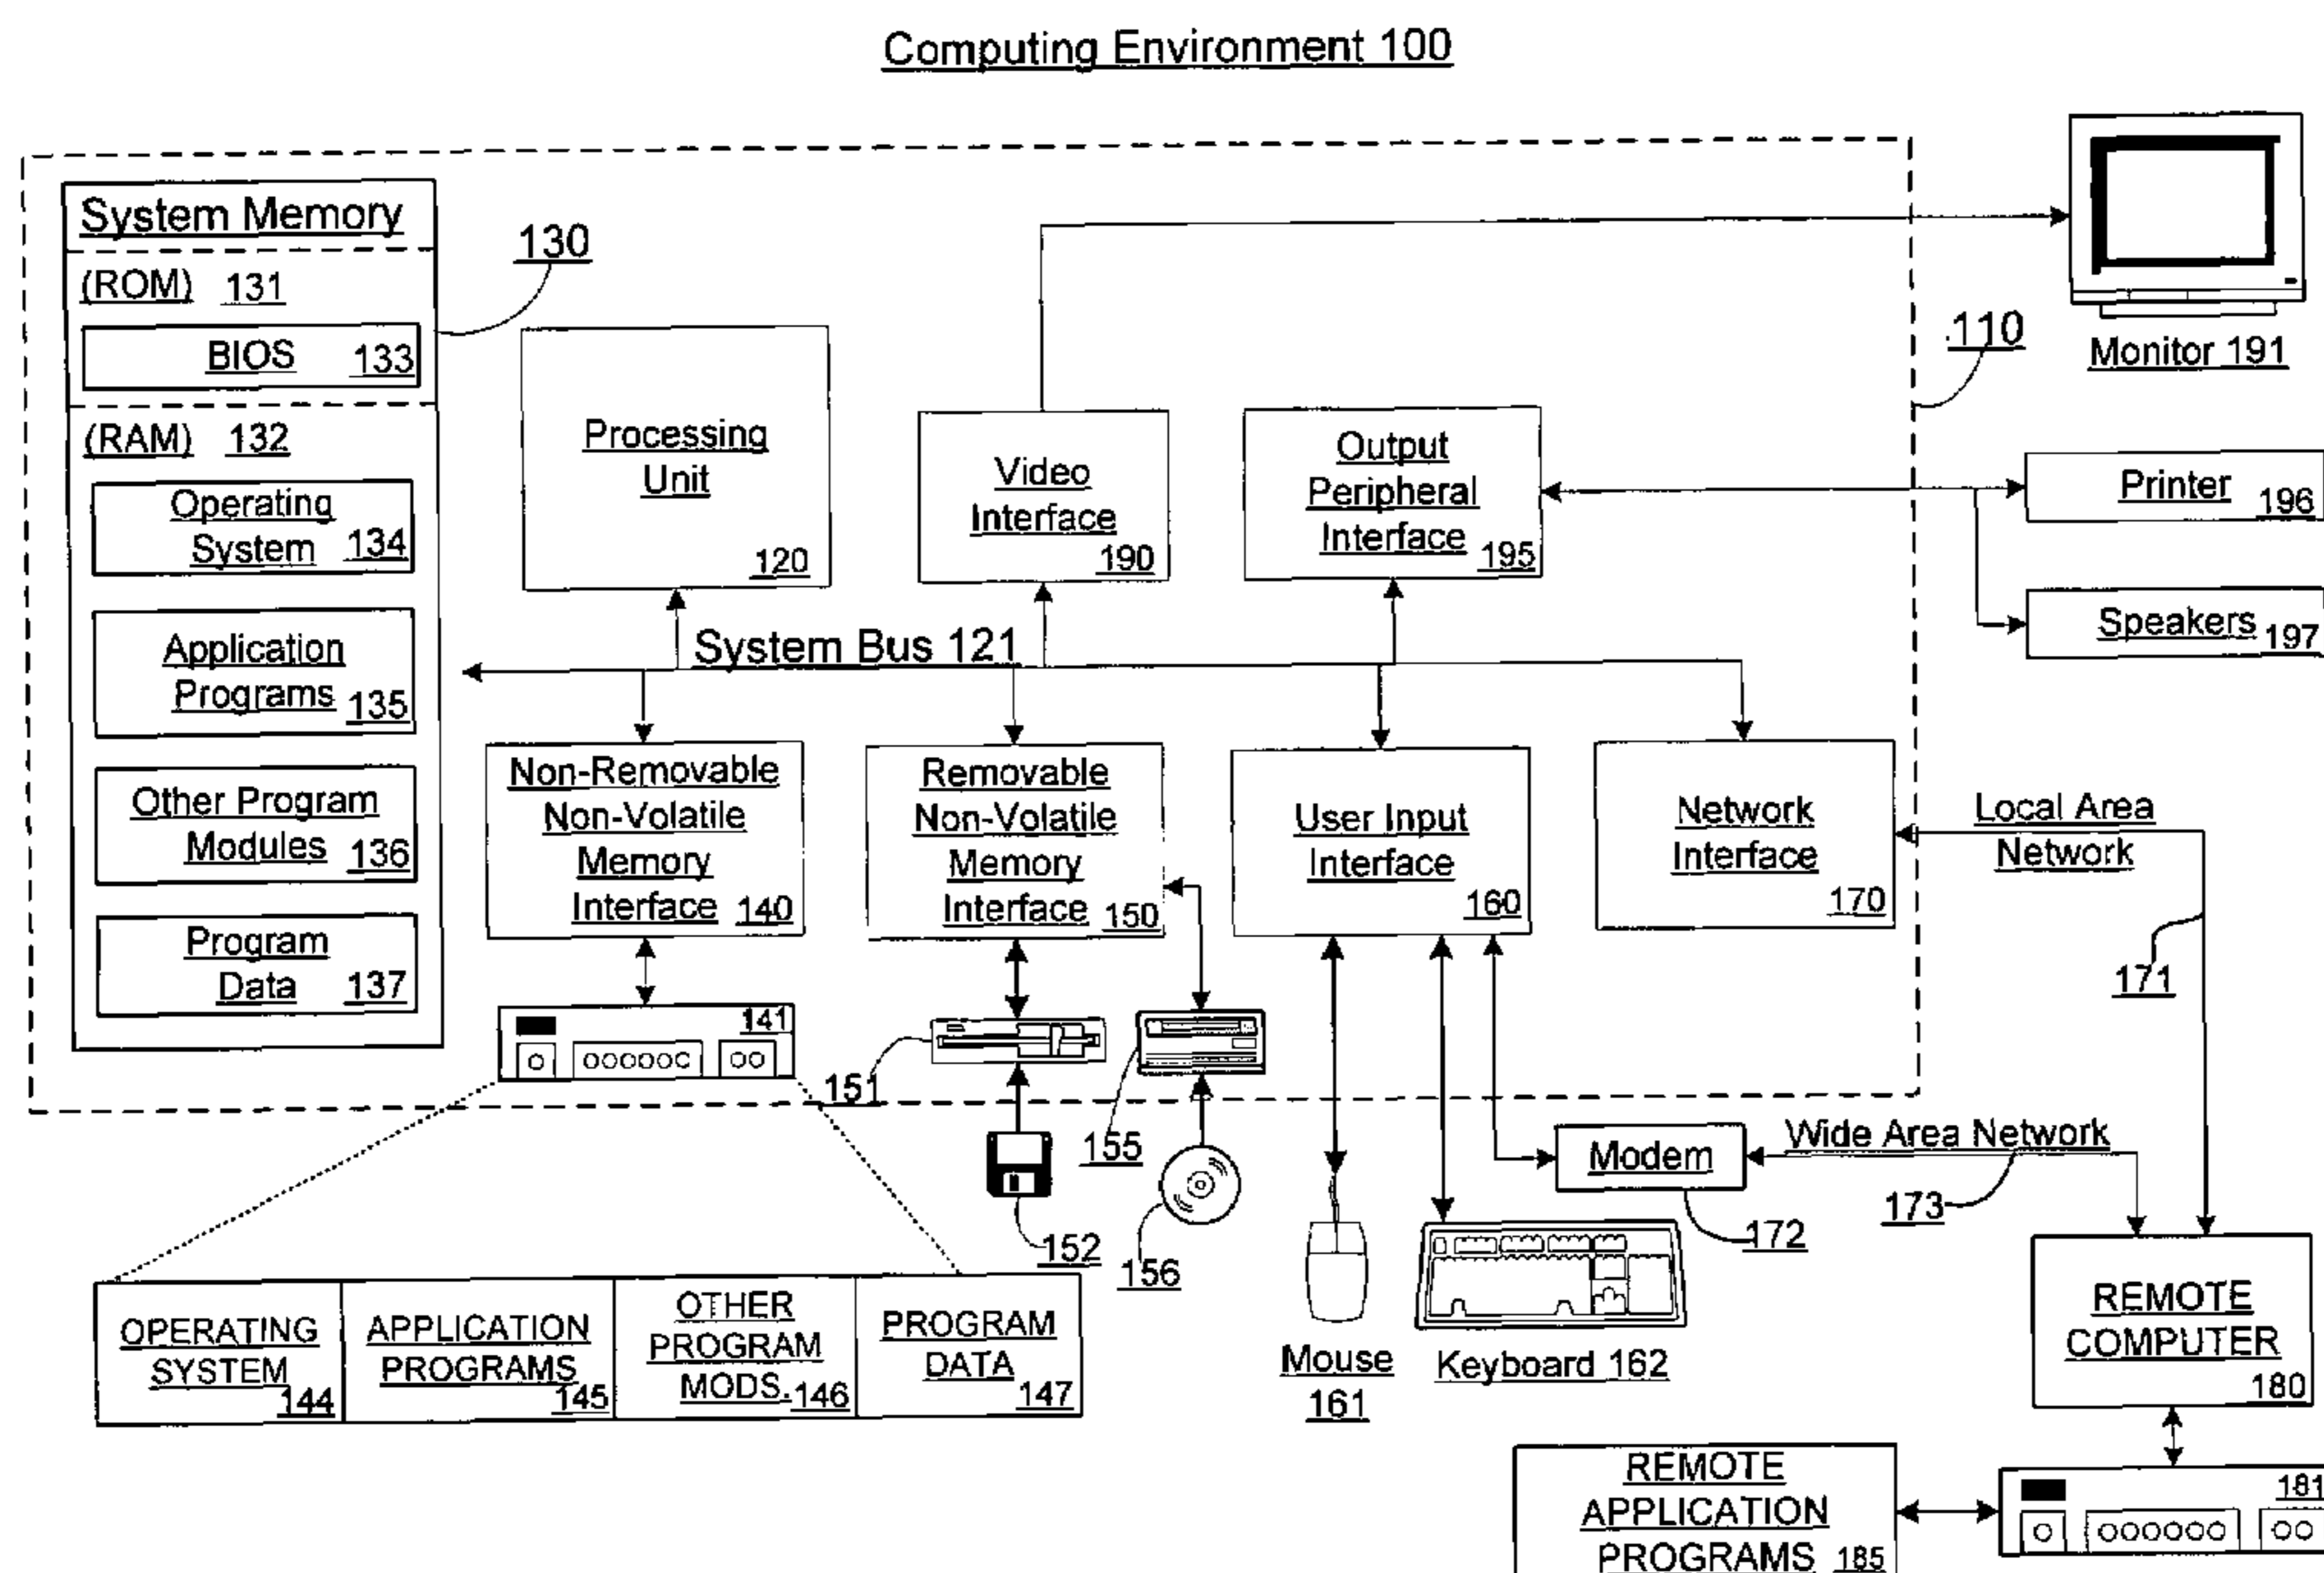 Computing Environment 100
System Memory
(ROM) 131
BIOS 133
(RAM) 132
Operating
System 134
Application
Programs 135
Other Program
Modules 136
Program
Data 137
130
Processing
Unit
120
Video
Interface
190
Output
Peripheral
Interface 195
Monitor 191
110
Printer 196
Speakers 197
System Bus 121
Non-Removable
Non-Volatile
Memory
Interface 140
Removable
Non-Volatile
Memory
Interface 150
User Input
Interface
160
Network
Interface
170
Local Area
Network
171
141
151
155
152
156
Modem
172
Wide Area Network
173
OPERATING
SYSTEM
144
APPLICATION
PROGRAMS
145
OTHER
PROGRAM
MODS. 146
PROGRAM
DATA
147
Mouse
161
Keyboard 162
REMOTE
COMPUTER
180
REMOTE
APPLICATION
PROGRAMS 185
181